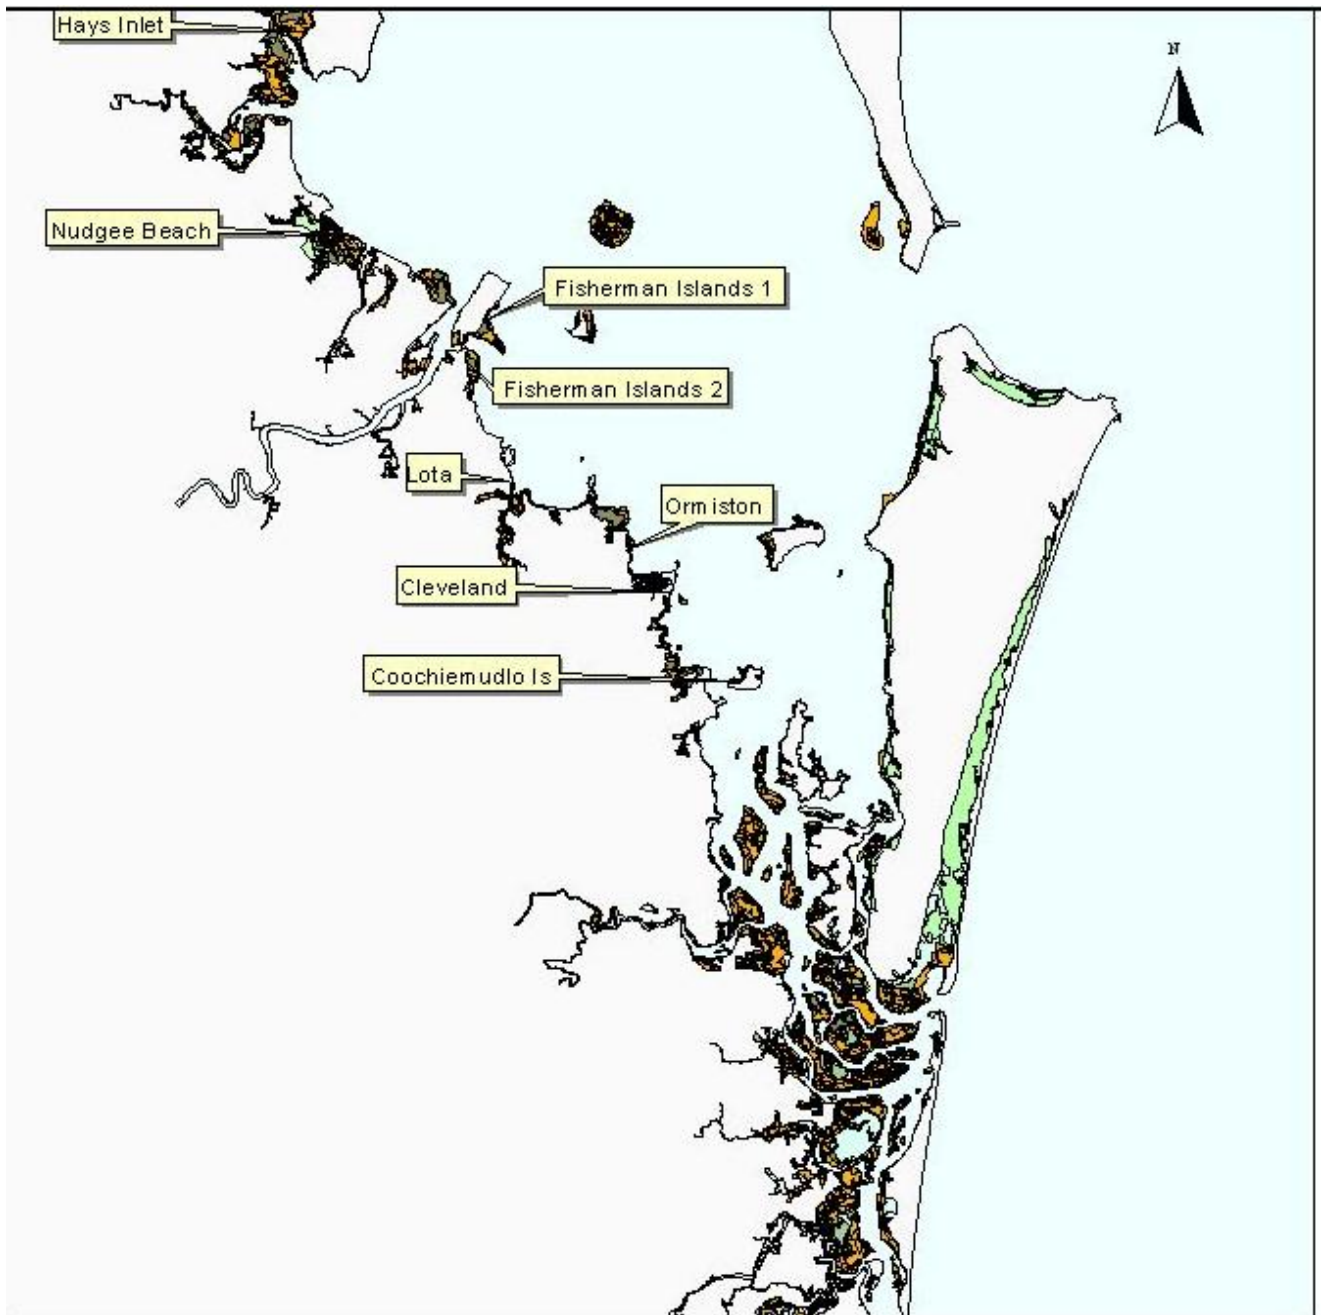 Hays Inlet
N
Nudgee Beach
Fisherman Islands 1
Fisherman Islands 2
Lota
Ormiston
Cleveland
Coochiemudlo Is